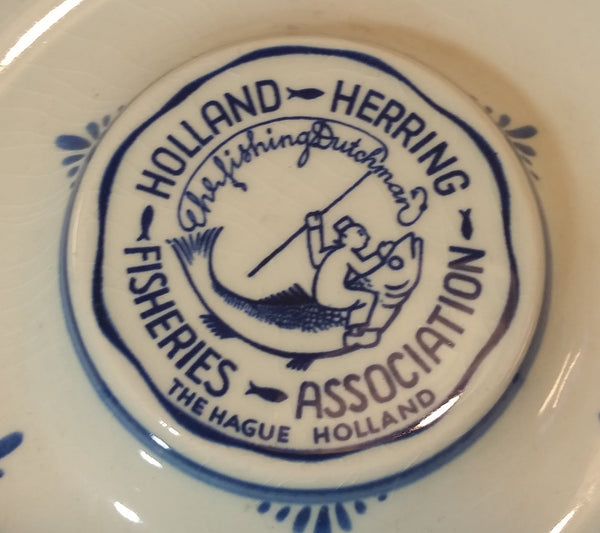 HOLLAND HERRING
FISHERIES ASSOCIATION
The fishing Dutchman
THE HAGUE HOLLAND